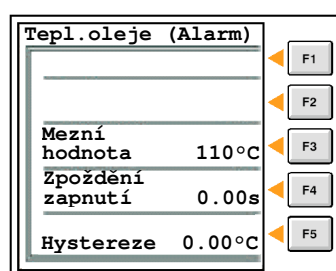 Tepl.oleje (Alarm)
F1
F2
Mezní
hodnota 110°C
F3
Zpoždění
zapnutí 0.00s
F4
Hystereze 0.00°C
F5